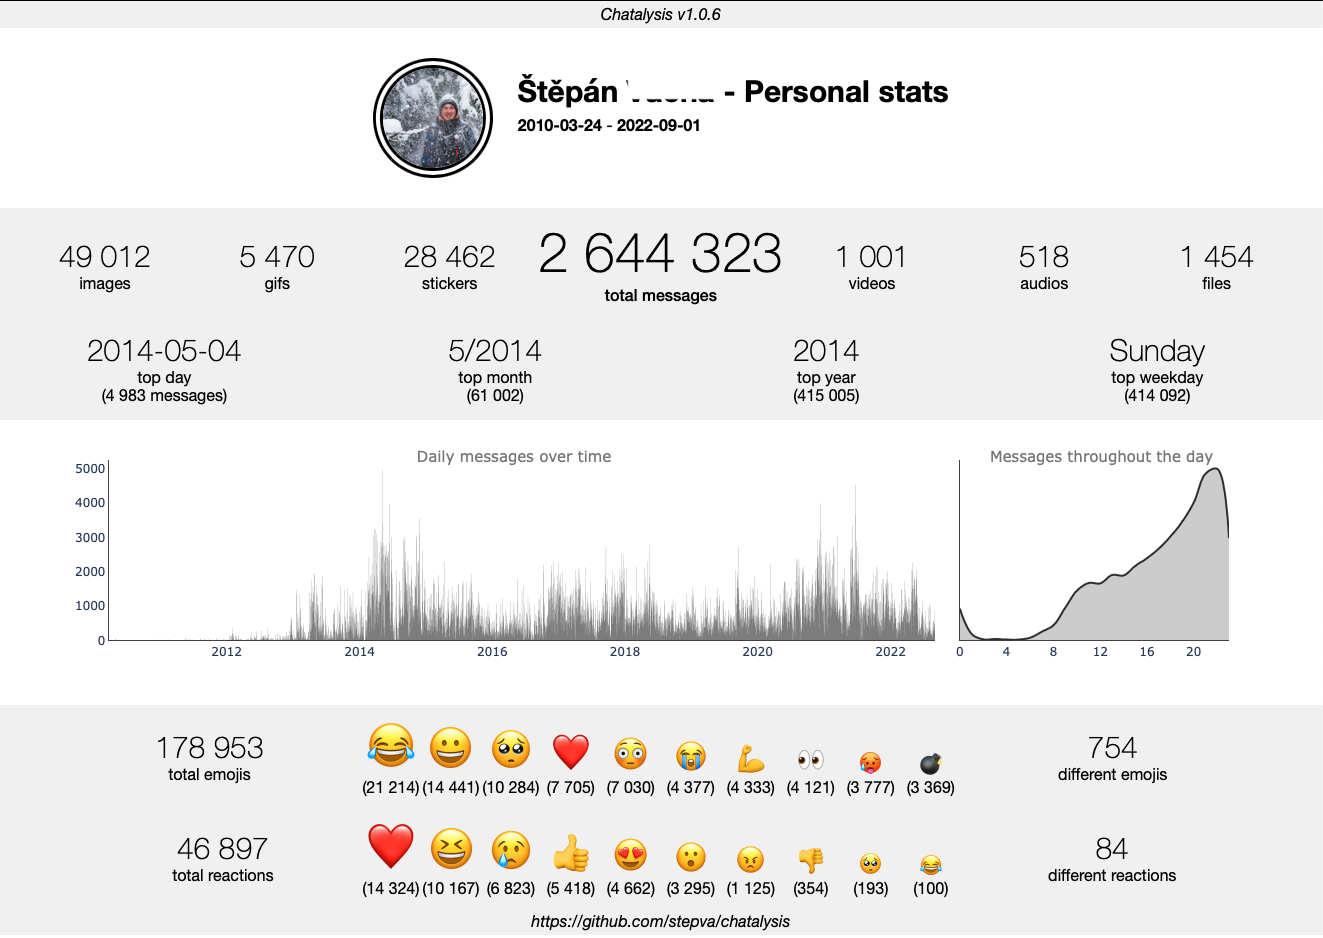 Chatalysis v1.0.6
Štěpán - Personal stats
2010-03-24 - 2022-09-01
49 012 5 470 28 462 2 644 323 1 001 518 1 454
images gifs stickers total messages videos audios files
2014-05-04 5/2014 2014 Sunday
top day top month top year top weekday
(4 983 messages) (61 002) (415 005) (414 092)
Daily messages over time Messages throughout the day
5000
4000
3000
2000
1000
0
2012 2014 2016 2018 2020 2022 0 4 8 12 16 20
178 953 754
total emojis different emojis
(21 214) (14 441) (10 284) (7 705) (7 030) (4 377) (4 333) (4 121) (3 777) (3 369)
46 897 84
total reactions different reactions
(14 324) (10 167) (6 823) (5 418) (4 662) (3 295) (1 125) (354) (193) (100)
https://github.com/stepva/chatalysis